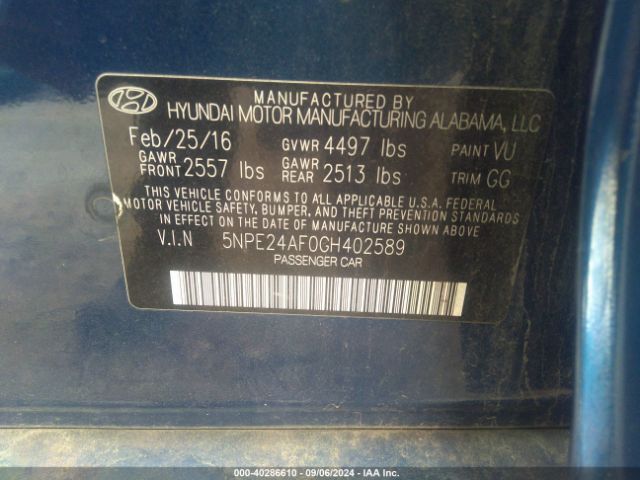 MANUFACTURED BY
HYUNDAI MOTOR MANUFACTURING ALABAMA, LLC
Feb/25/16 GVWR 4497 lbs PAINT VU
GAWR FRONT 2557 lbs GAWR REAR 2513 lbs TRIM GG
THIS VEHICLE CONFORMS TO ALL APPLICABLE U.S.A. FEDERAL
MOTOR VEHICLE SAFETY, BUMPER, AND THEFT PREVENTION STANDARDS
IN EFFECT ON THE DATE OF MANUFACTURE SHOWN ABOVE.
V.I.N 5NPE24AF0GH402589
PASSENGER CAR
000-40286610 - 09/06/2024 - IAA Inc.